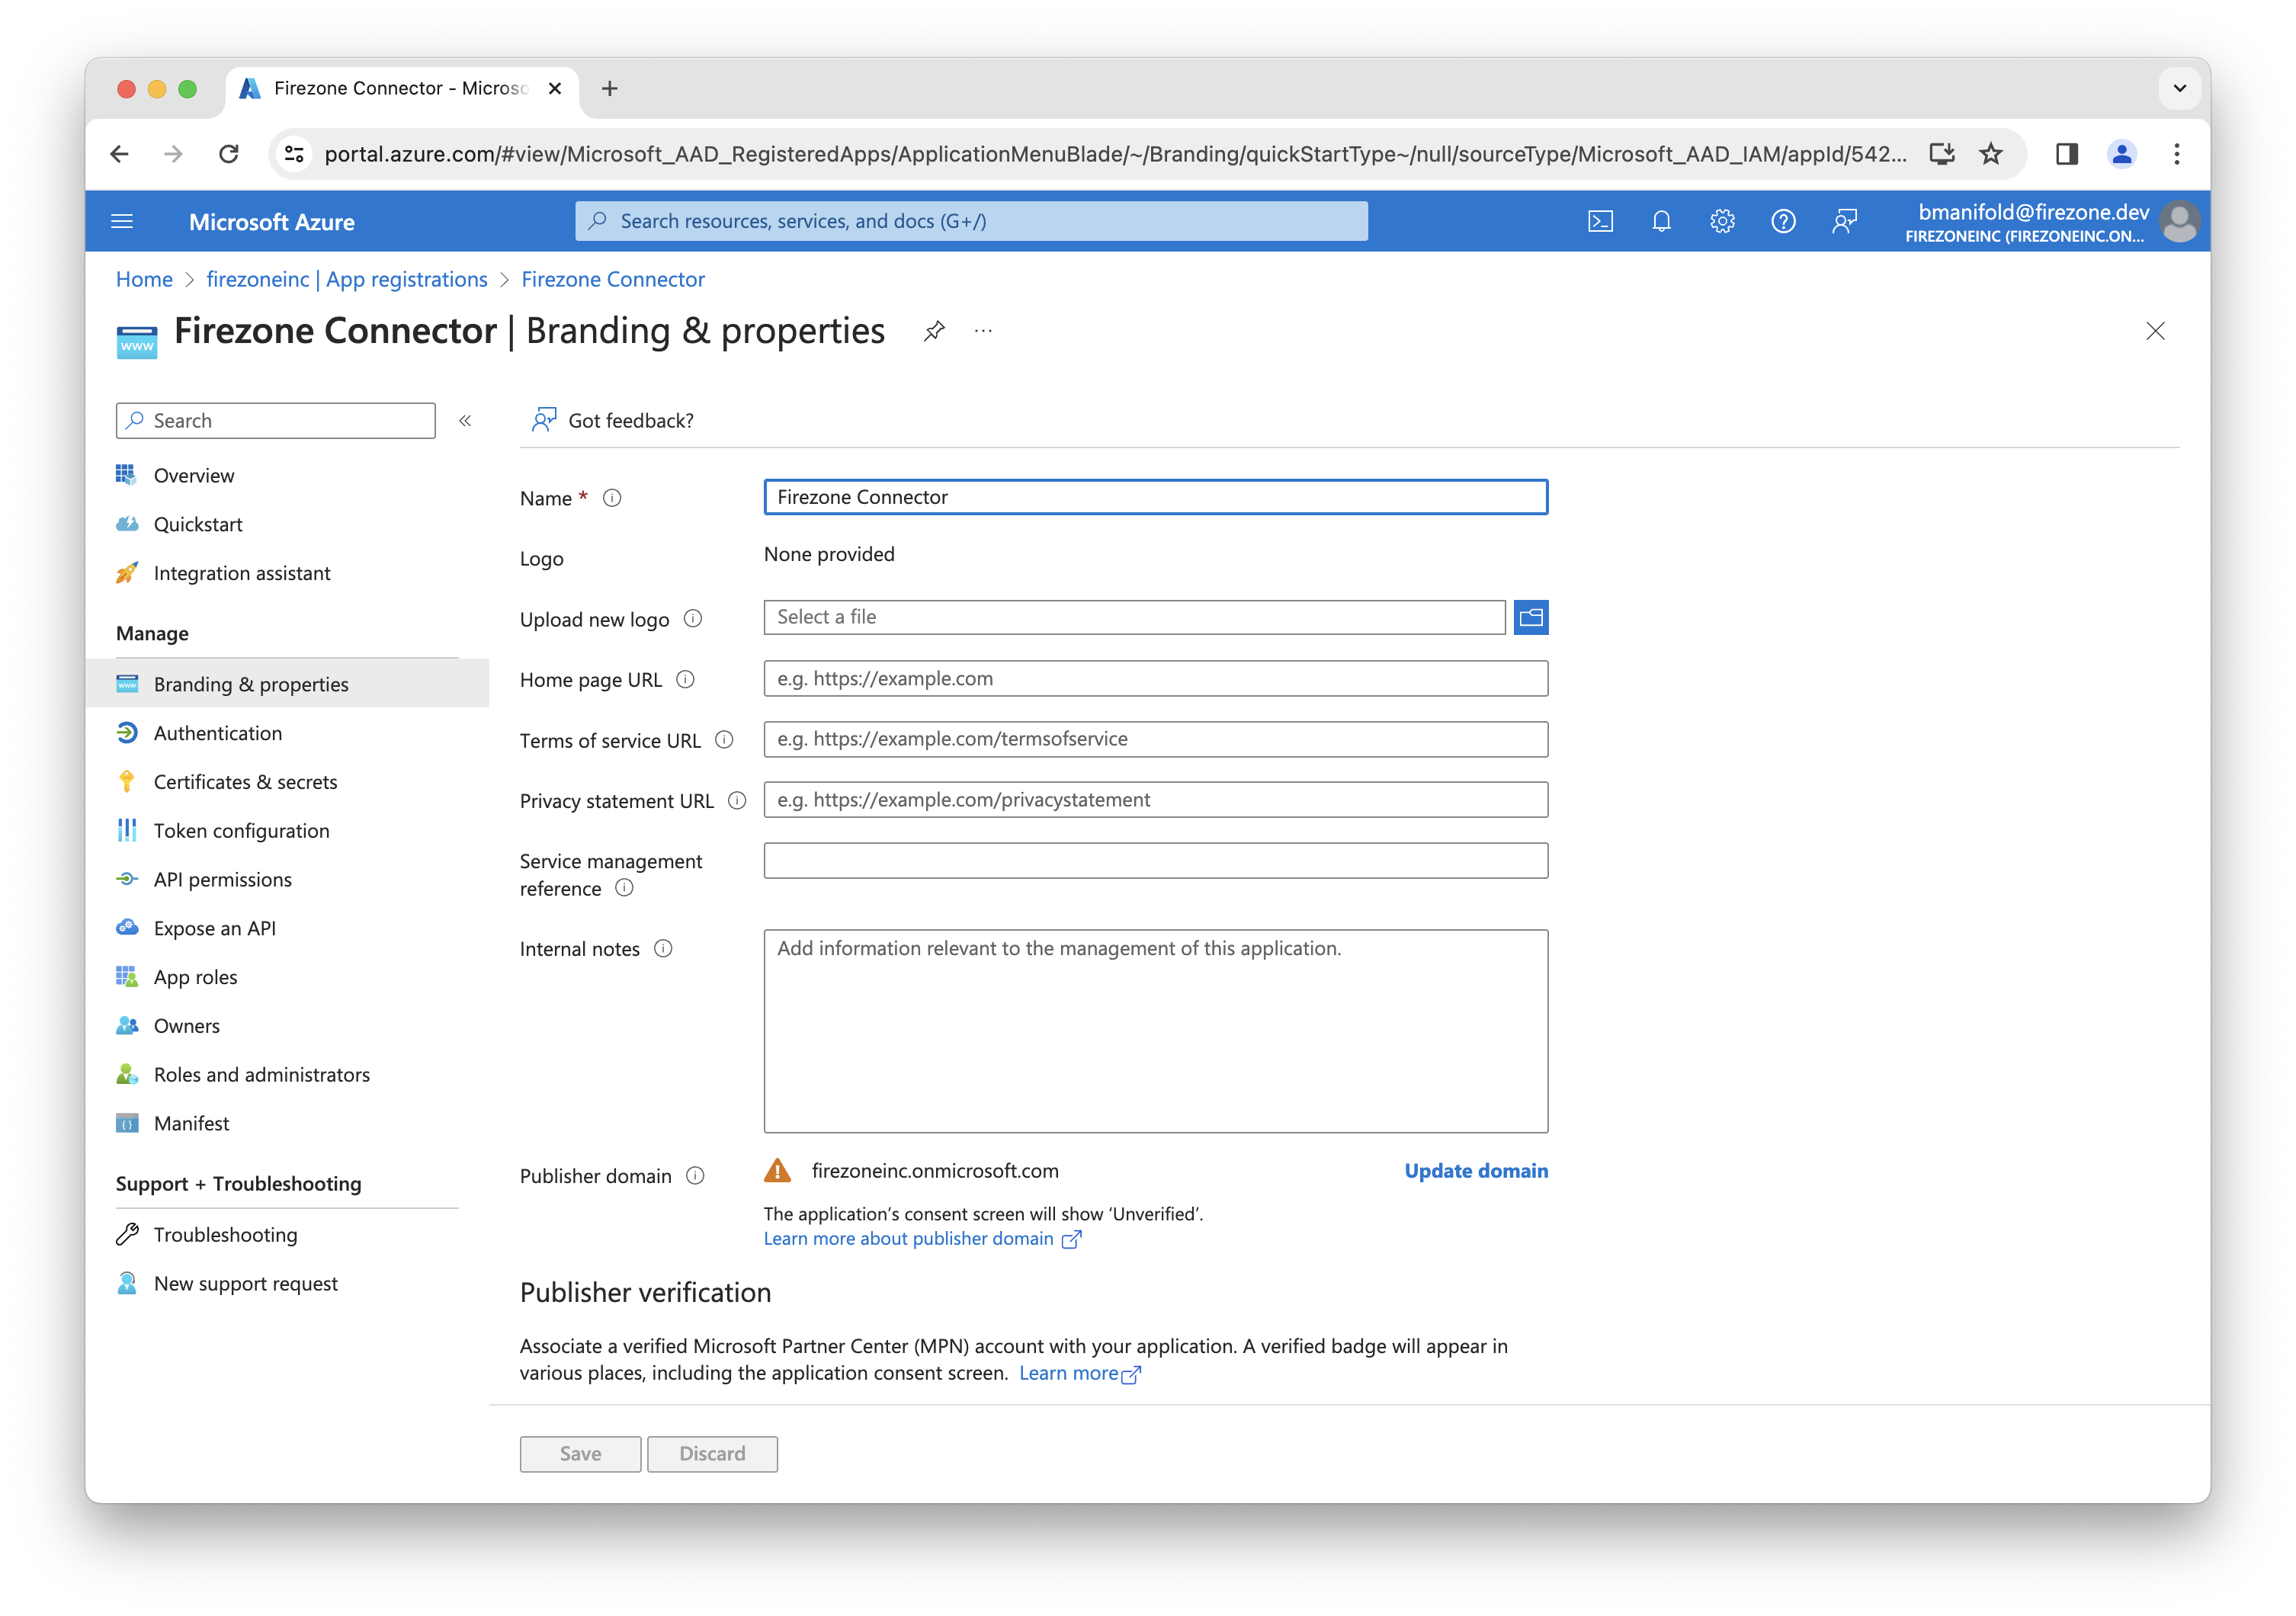 Firezone Connector - Microso
portal.azure.com/#view/Microsoft_AAD_RegisteredApps/ApplicationMenuBlade/~/Branding/quickStartType~/null/sourceType/Microsoft_AAD_IAM/appId/542...
Microsoft Azure
Search resources, services, and docs (G+/)
bmanifold@firezone.dev
FIREZONEINC (FIREZONEINC.ON...
Home > firezoneinc | App registrations > Firezone Connector
www
Firezone Connector | Branding & properties
Search
Overview
Quickstart
Integration assistant
Manage
Branding & properties
Authentication
Certificates & secrets
Token configuration
API permissions
Expose an API
App roles
Owners
Roles and administrators
Manifest
Support + Troubleshooting
Troubleshooting
New support request
Got feedback?
Name *
Firezone Connector
Logo
None provided
Upload new logo
Select a file
Home page URL
e.g. https://example.com
Terms of service URL
e.g. https://example.com/termsofservice
Privacy statement URL
e.g. https://example.com/privacystatement
Service management
reference
Internal notes
Add information relevant to the management of this application.
Publisher domain
firezoneinc.onmicrosoft.com
Update domain
The application's consent screen will show ‘Unverified’.
Learn more about publisher domain
Publisher verification
Associate a verified Microsoft Partner Center (MPN) account with your application. A verified badge will appear in
various places, including the application consent screen. Learn more
Save
Discard